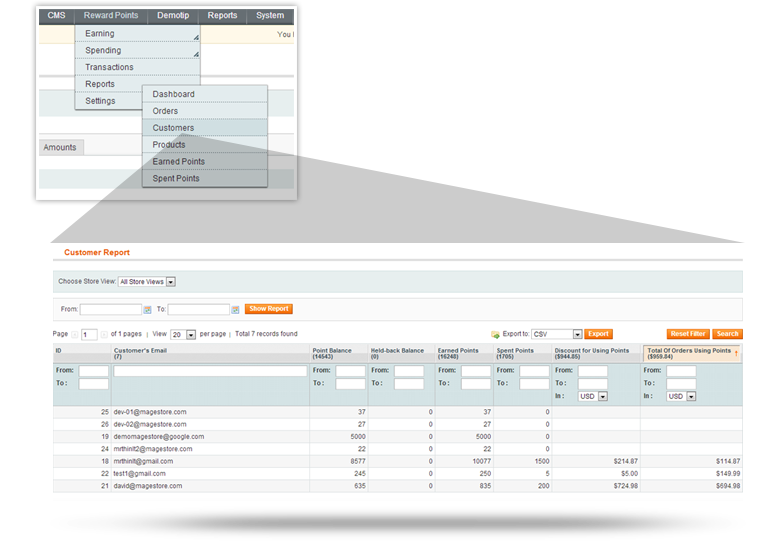 CMS Reward Points Demotip Reports System
Earning
You
Spending
Transactions
Reports
Settings
Dashboard
Orders
Customers
Products
Earned Points
Spent Points
Amounts
Customer Report
Choose Store View: All Store Views
From: To: Show Report
Page 1 of 1 pages | View 20 per page | Total 7 records found Export to: CSV Export Reset Filter Search
ID Customer's Email (7) Point Balance (14543) Held-back Balance (0) Earned Points (16248) Spent Points (1705) Discount for Using Points ($944.85) Total Of Orders Using Points ($959.84) ↑
From: From: From: From: From: From: From:
To: To: To: To: To: To: To:
In: USD In: USD
25 dev-01@magestore.com 37 0 37 0
26 dev-02@magestore.com 27 0 27 0
19 demomagestore@google.com 5000 0 5000 0
24 mrthinlt2@magestore.com 22 0 22 0
18 mrthinlt@gmail.com 8577 0 10077 1500 $214.87 $114.87
22 test1@gmail.com 245 0 250 5 $5.00 $149.99
21 david@magestore.com 635 0 835 200 $724.98 $694.98